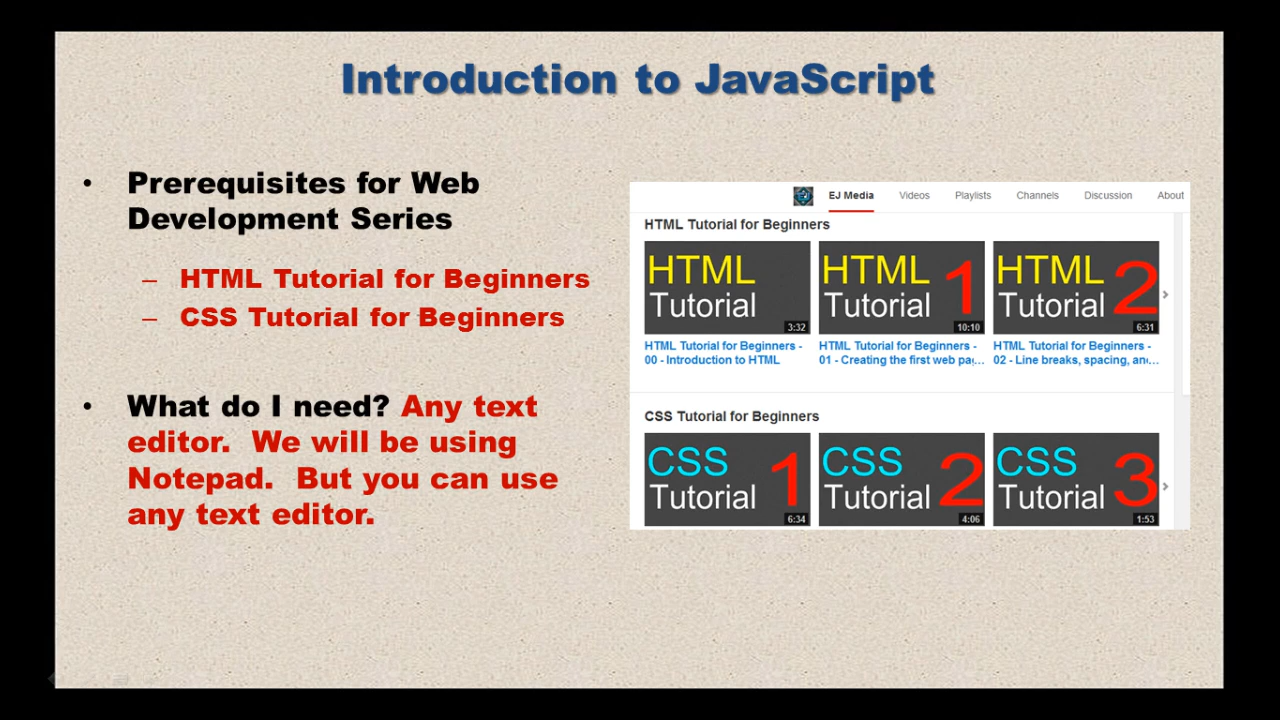 Introduction to JavaScript
• Prerequisites for Web
Development Series
– HTML Tutorial for Beginners
– CSS Tutorial for Beginners
• What do I need? Any text
editor. We will be using
Notepad. But you can use
any text editor.
EJ Media Videos Playlists Channels Discussion About
HTML Tutorial for Beginners
HTML Tutorial 3:32
HTML Tutorial 1 10:10
HTML Tutorial 2 6:31
HTML Tutorial for Beginners -
00 - Introduction to HTML
HTML Tutorial for Beginners -
01 - Creating the first web pag...
HTML Tutorial for Beginners -
02 - Line breaks, spacing, an...
CSS Tutorial for Beginners
CSS Tutorial 1 6:34
CSS Tutorial 2 4:06
CSS Tutorial 3 1:53